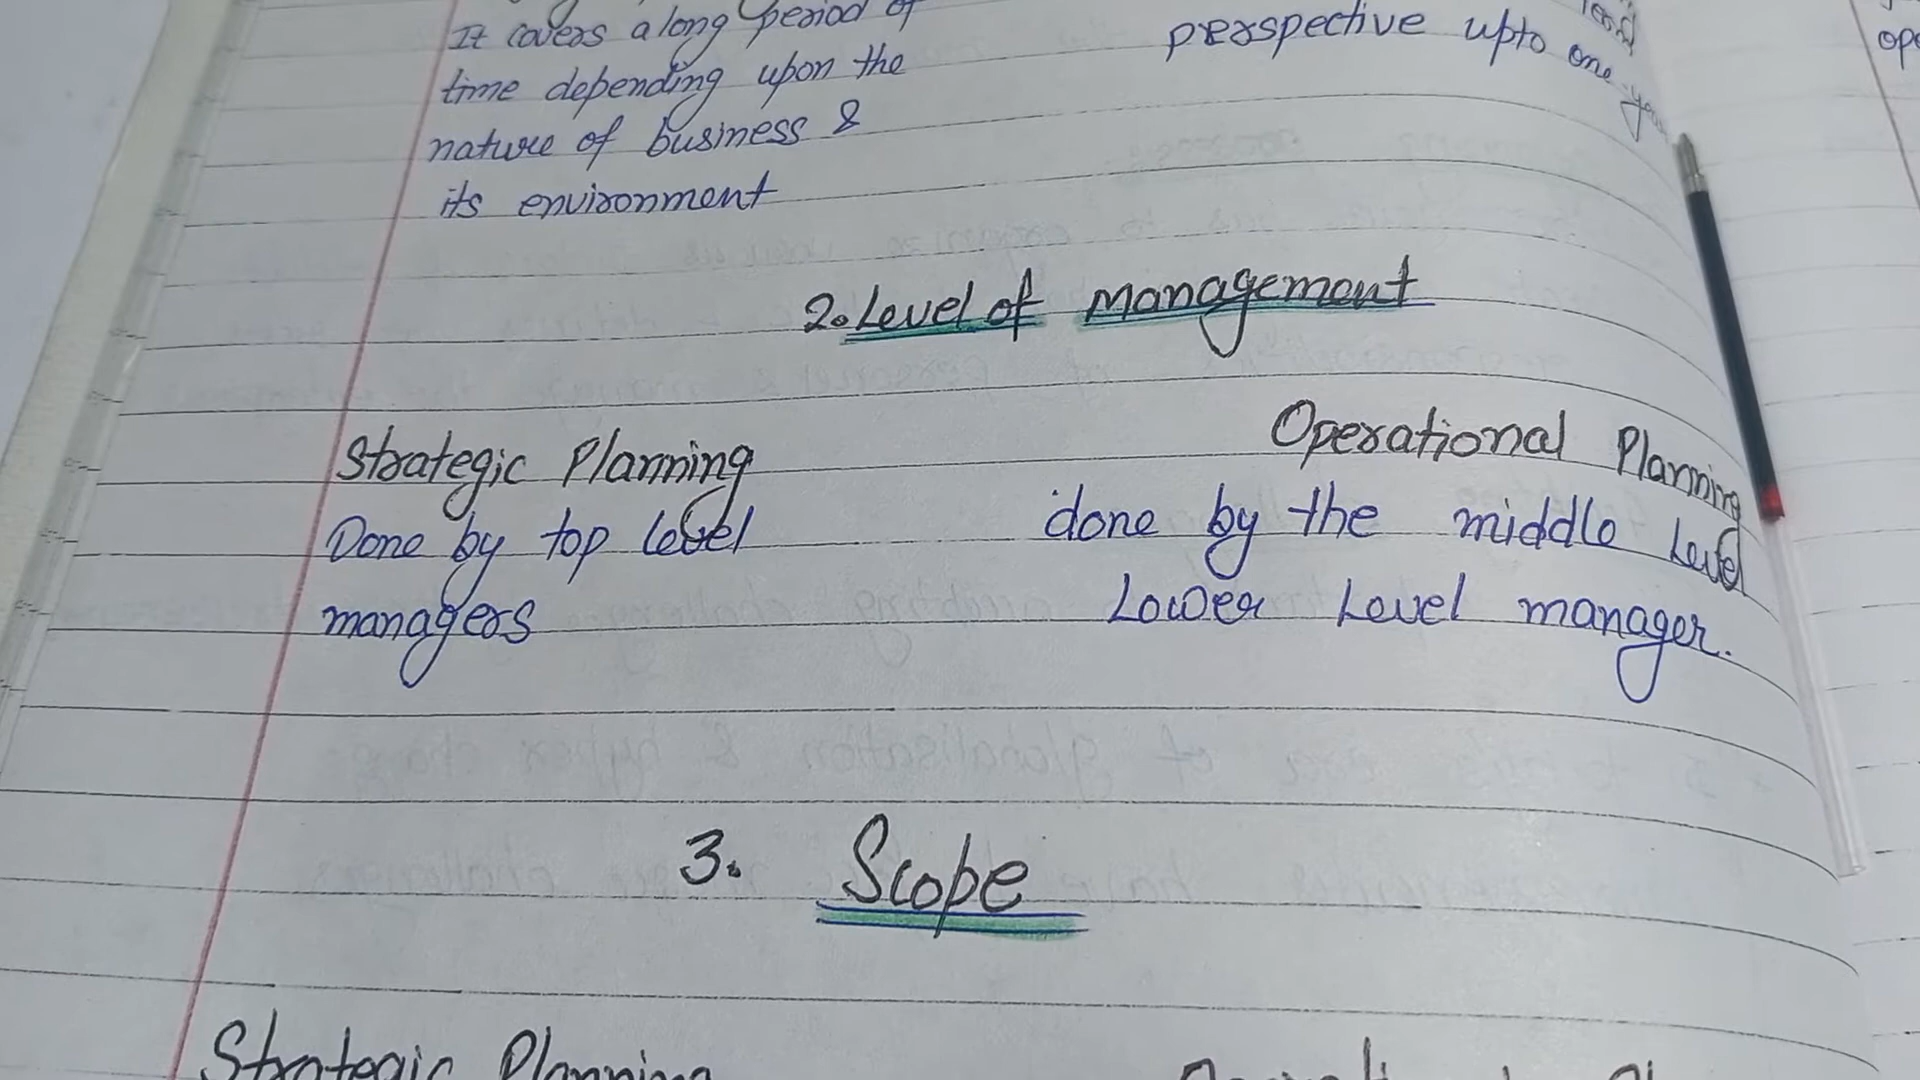 It covers a long period of
time depending upon the
nature of business &
its environment
perspective upto one
2. Level of management
Strategic Planning
Done by top level
managers
Operational Planning
done by the middle Level
Lower Level manager.
3. Scope
Strategic Planning